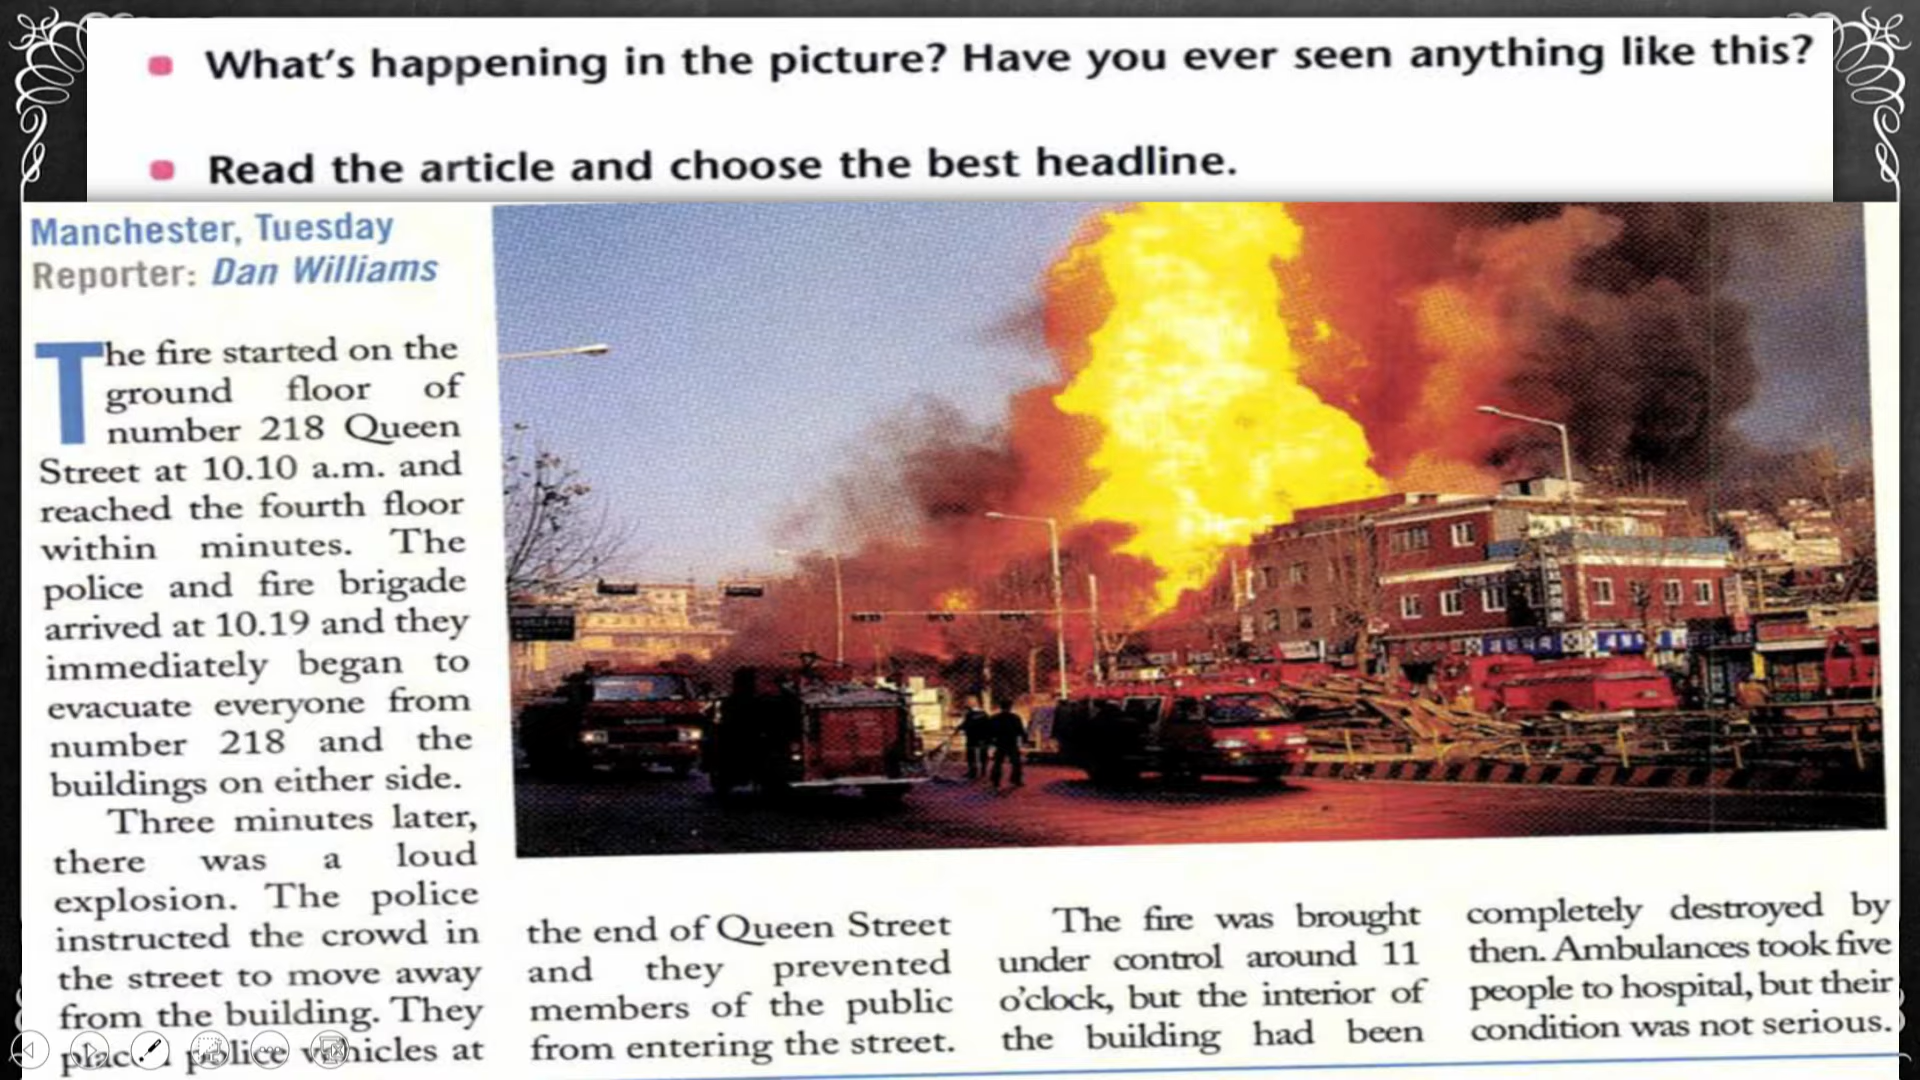 What's happening in the picture? Have you ever seen anything like this?
Read the article and choose the best headline.
Manchester, Tuesday
Reporter: Dan Williams
The fire started on the
ground floor of
number 218 Queen
Street at 10.10 a.m. and
reached the fourth floor
within minutes. The
police and fire brigade
arrived at 10.19 and they
immediately began to
evacuate everyone from
number 218 and the
buildings on either side.
Three minutes later,
there was a loud
explosion. The police
instructed the crowd in
the street to move away
from the building. They
placed police vehicles at
the end of Queen Street
and they prevented
members of the public
from entering the street.
The fire was brought
under control around 11
o'clock, but the interior of
the building had been
completely destroyed by
then. Ambulances took five
people to hospital, but their
condition was not serious.